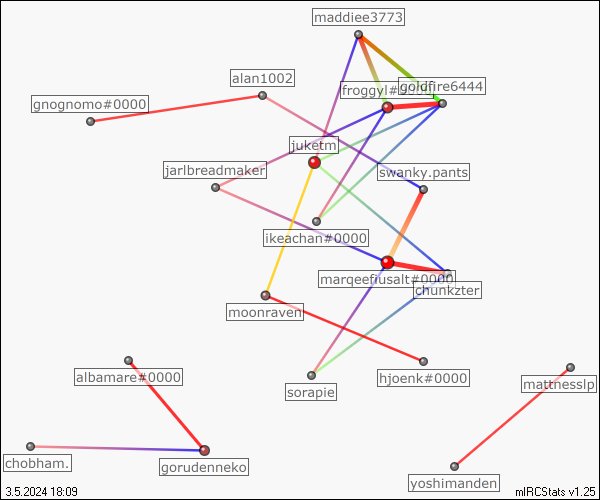 maddiee3773
alan1002
froggyl#0000
goldfire6444
gnognomo#0000
juketm
jarlbreadmaker
swanky.pants
ikeachan#0000
marqeefiusalt#0000
chunkzter
moonraven
albamare#0000
sorapie
hjoenk#0000
mattnesslp
chobham.
gorudenneko
yoshimanden
3.5.2024 18:09
mIRCStats v1.25